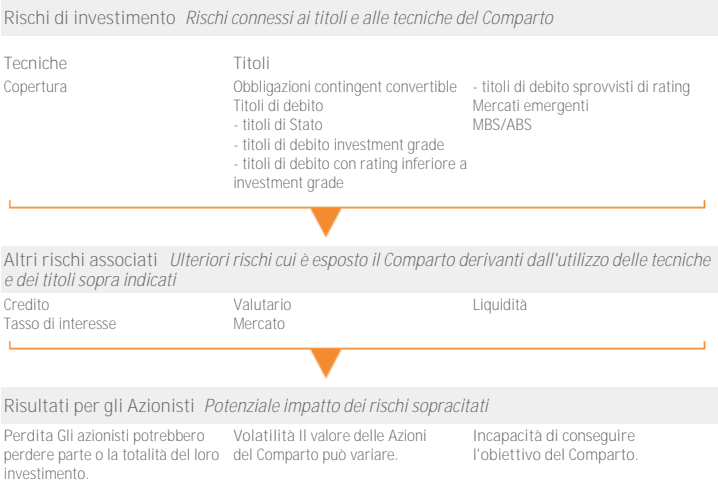 Rischi di investimento Rischi connessi ai titoli e alle tecniche del Comparto
Tecniche
Copertura
Titoli
Obbligazioni contingent convertible
Titoli di debito
- titoli di Stato
- titoli di debito investment grade
- titoli di debito con rating inferiore a
investment grade
- titoli di debito sprovvisti di rating
Mercati emergenti
MBS/ABS
Altri rischi associati Ulteriori rischi cui è esposto il Comparto derivanti dall'utilizzo delle tecniche
e dei titoli sopra indicati
Credito
Tasso di interesse
Valutario
Mercato
Liquidità
Risultati per gli Azionisti Potenziale impatto dei rischi sopracitati
Perdita Gli azionisti potrebbero
perdere parte o la totalità del loro
investimento.
Volatilità Il valore delle Azioni
del Comparto può variare.
Incapacità di conseguire
l'obiettivo del Comparto.